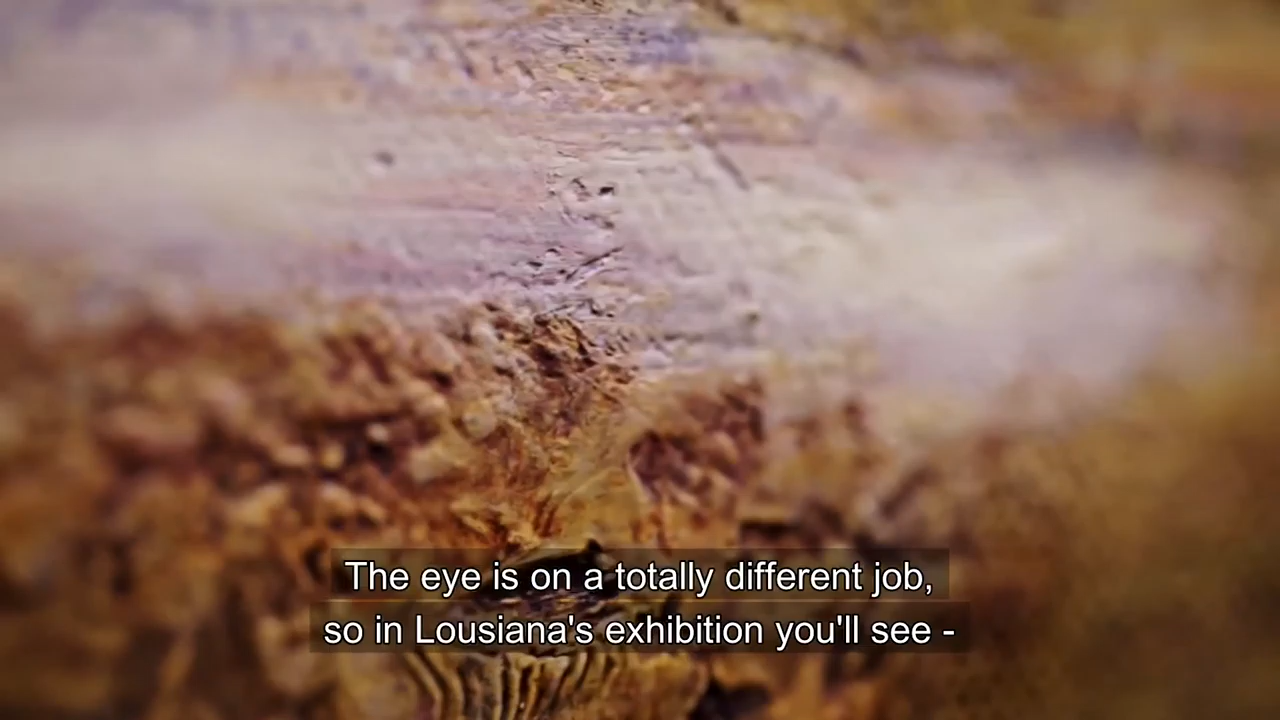 The eye is on a totally different job,
so in Lousiana's exhibition you'll see -